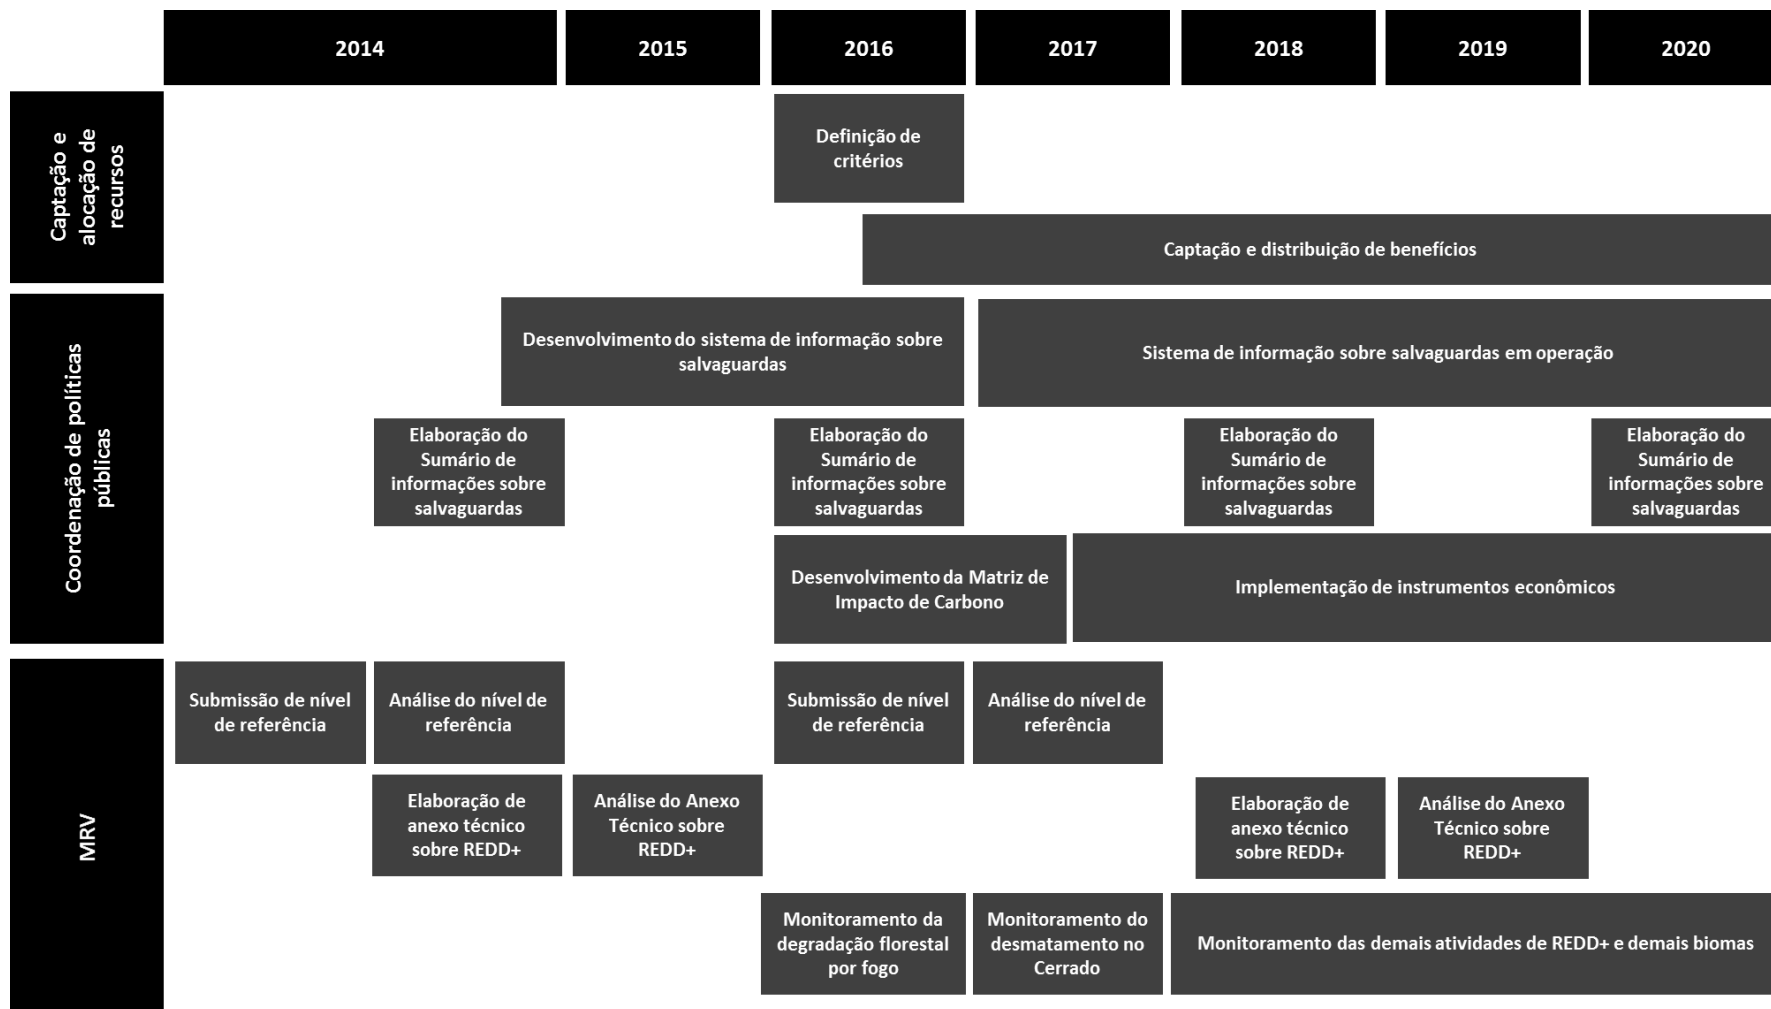 2014
2015
2016
2017
2018
2019
2020
Captação e
alocação de
recursos
Definição de
critérios
Captação e distribuição de benefícios
Coordenação de políticas
públicas
Desenvolvimento do sistema de informação sobre
salvaguardas
Sistema de informação sobre salvaguardas em operação
Elaboração do
Sumário de
informações sobre
salvaguardas
Elaboração do
Sumário de
informações sobre
salvaguardas
Elaboração do
Sumário de
informações sobre
salvaguardas
Elaboração do
Sumário de
informações sobre
salvaguardas
Desenvolvimento da Matriz de
Impacto de Carbono
Implementação de instrumentos econômicos
MRV
Submissão de nível
de referência
Análise do nível de
referência
Submissão de nível
de referência
Análise do nível de
referência
Elaboração de
anexo técnico
sobre REDD+
Análise do Anexo
Técnico sobre
REDD+
Elaboração de
anexo técnico
sobre REDD+
Análise do Anexo
Técnico sobre
REDD+
Monitoramento da
degradação florestal
por fogo
Monitoramento do
desmatamento no
Cerrado
Monitoramento das demais atividades de REDD+ e demais biomas